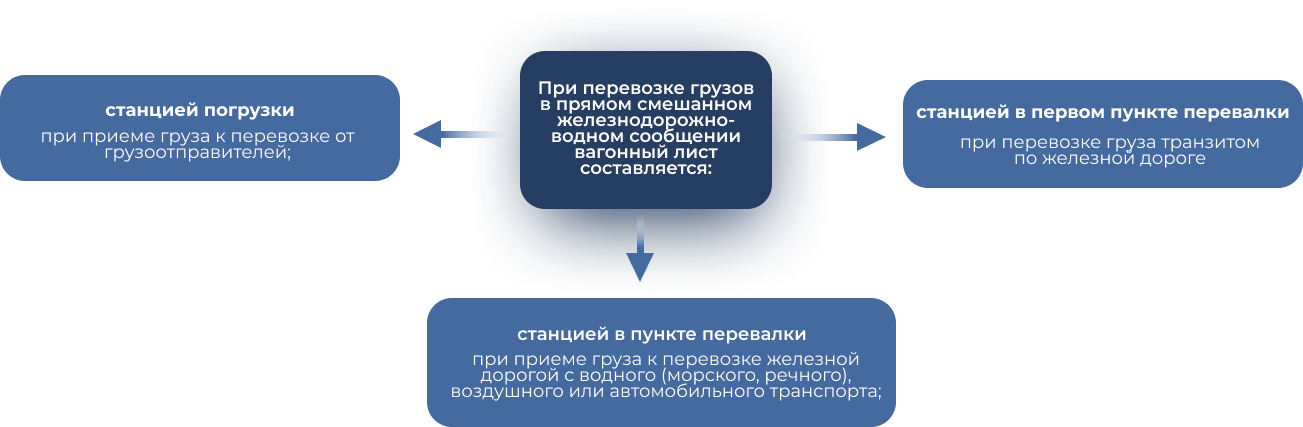 При перевозке грузов
в прямом смешанном
железнодорожно-
водном сообщении
вагонный лист
составляется:
станцией погрузки
при приеме груза к перевозке от
грузоотправителей;
станцией в пункте перевалки
при приеме груза к перевозке железной
дорогой с водного (морского, речного),
воздушного или автомобильного транспорта;
станцией в первом пункте перевалки
при перевозке груза транзитом
по железной дороге